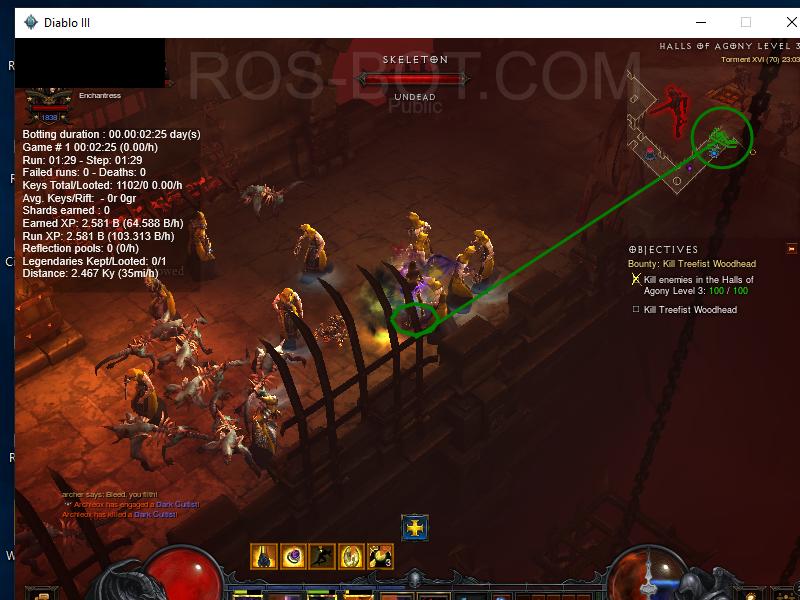 Diablo III
HALLS OF AGONY LEVEL 3
Torment XVI (70) 23:03
SKELETON
ROS-BOT.COM
UNDEAD
Public
Enchantress
1838
Botting duration : 00.00:02:25 day(s)
Game # 1 00:02:25 (0.00/h)
Run: 01:29 - Step: 01:29
Failed runs: 0 - Deaths: 0
Keys Total/Looted: 1102/0 0.00/h
Avg. Keys/Rift: - 0r 0gr
Shards earned : 0
Earned XP: 2.581 B (64.588 B/h)
Run XP: 2.581 B (103.313 B/h)
Reflection pools: 0 (0/h)
Legendaries Kept/Looted: 0/1
Distance: 2.467 Ky (35mi/h)
owed
OBJECTIVES
Bounty: Kill Treefist Woodhead
Kill enemies in the Halls of
Agony Level 3: 100 / 100
Kill Treefist Woodhead
archer says: Bleed, you filth!
Archleox has engaged a Dark Cultist!
Archleox has killed a Dark Cultist!
3